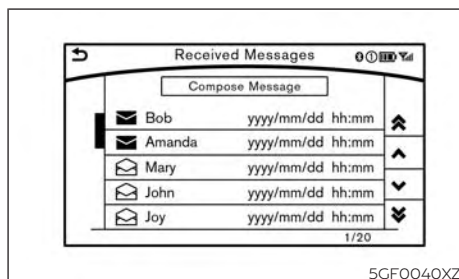 Received Messages
Compose Message
Bob yyyy/mm/dd hh:mm
Amanda yyyy/mm/dd hh:mm
Mary yyyy/mm/dd hh:mm
John yyyy/mm/dd hh:mm
Joy yyyy/mm/dd hh:mm
1/20
5GF0040XZ